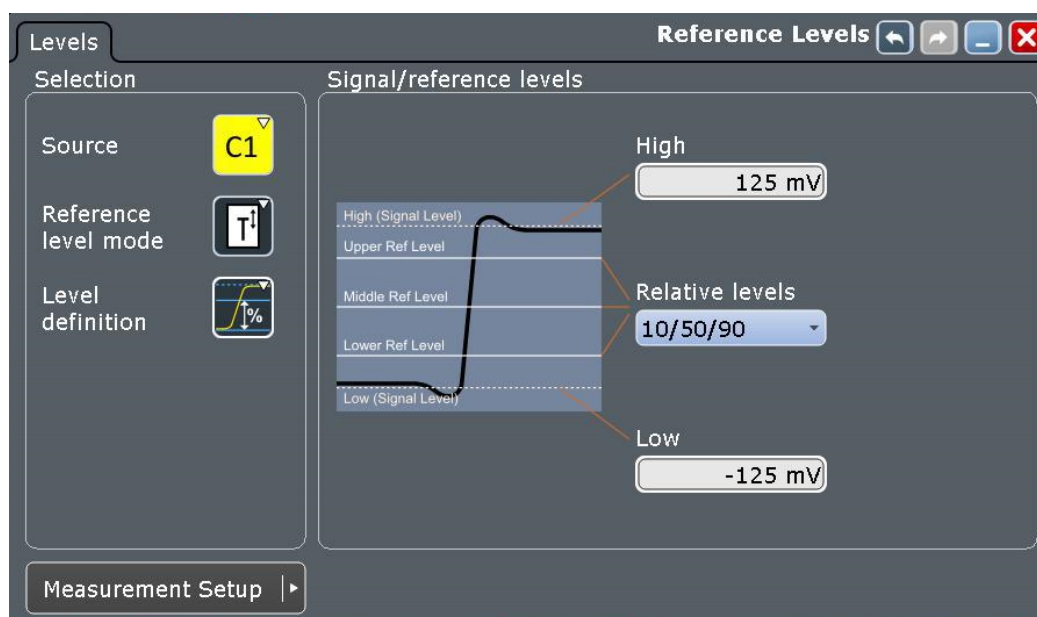 Levels
Reference Levels
Selection
Signal/reference levels
Source
C1
High
125 mV
Reference
level mode
T
High (Signal Level)
Upper Ref Level
Level
definition
%
Middle Ref Level
Relative levels
10/50/90
Lower Ref Level
Low (Signal Level)
Low
-125 mV
Measurement Setup